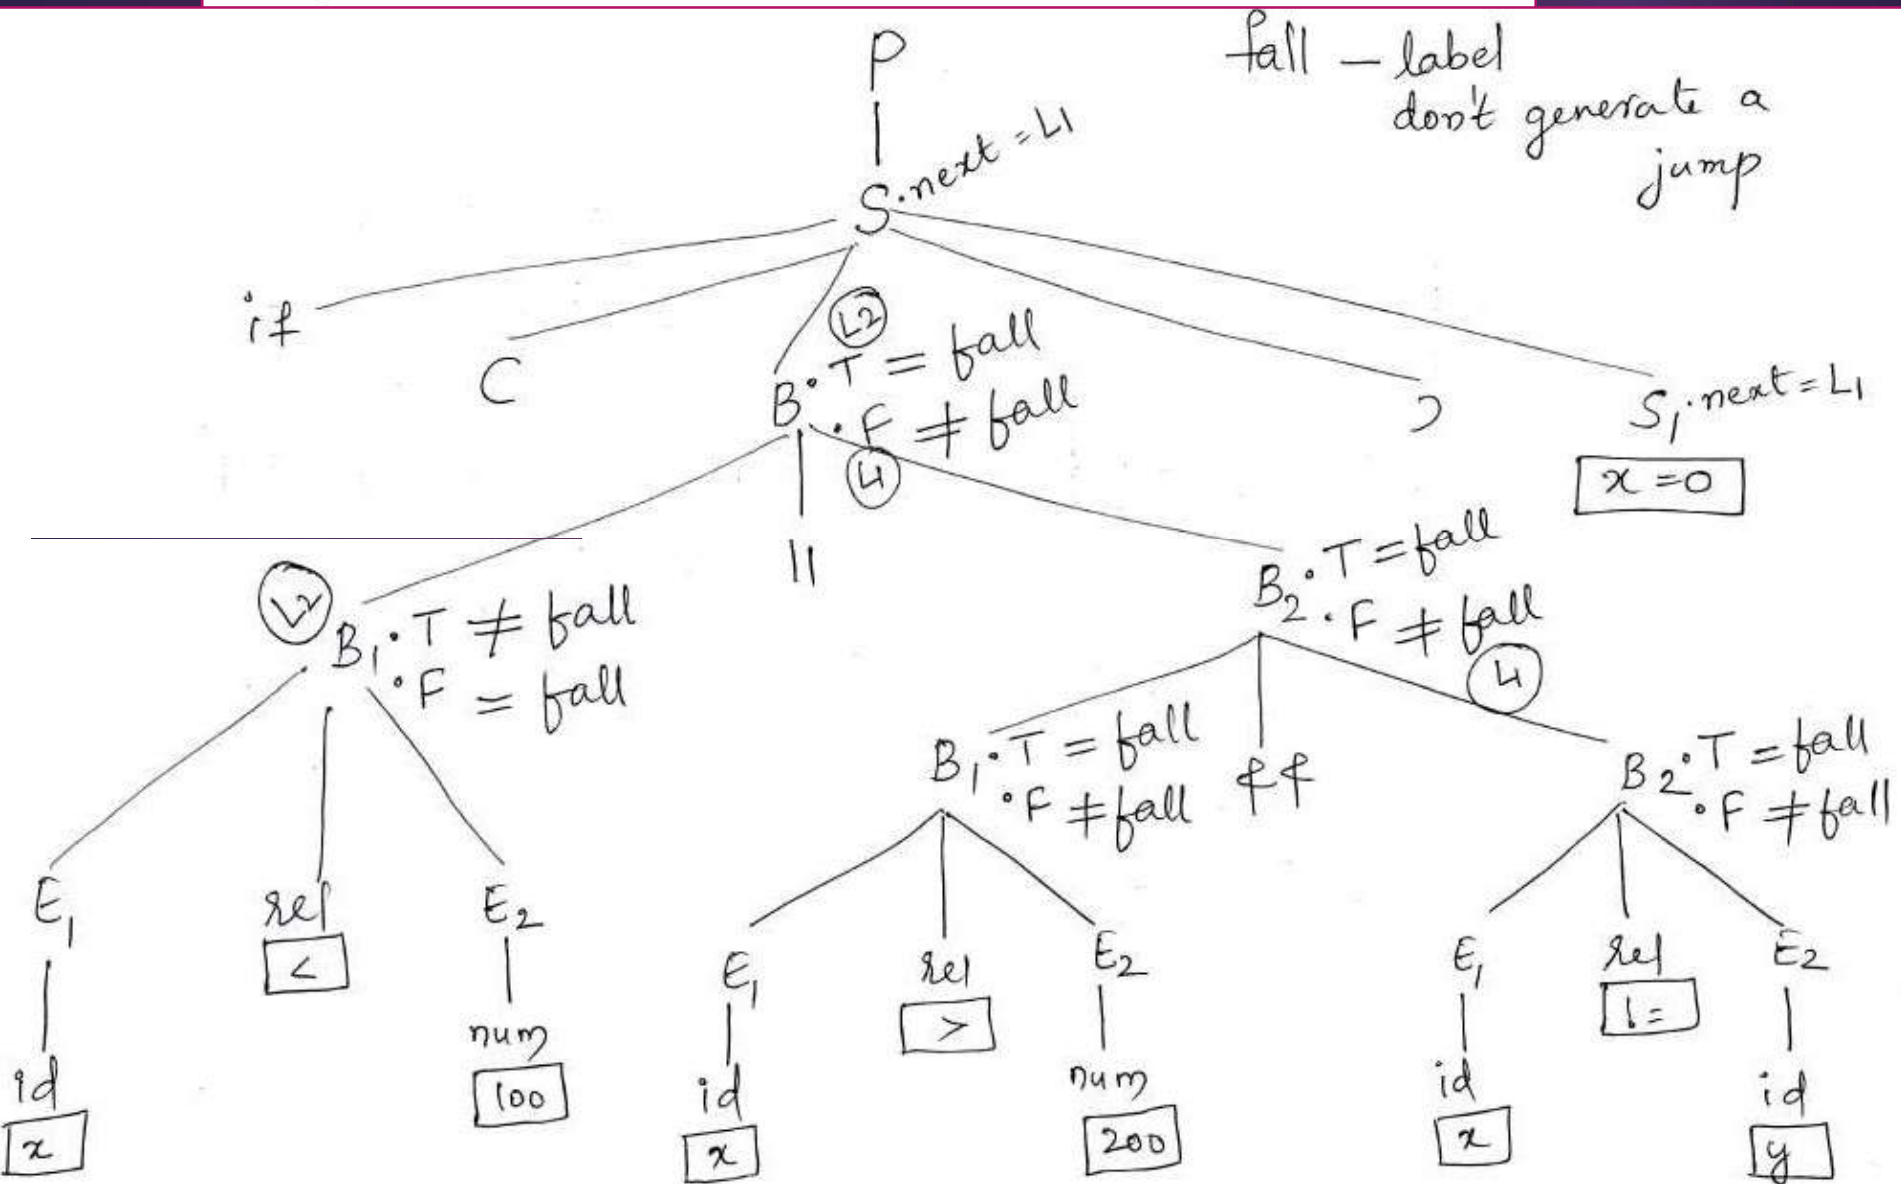 P
fall – label
don't generate a
jump
S.next = L1
if
(
L2
B.T = fall
.F ≠ fall
L1
)
S1.next = L1
x = 0
L2
B1.T ≠ fall
.F = fall
||
B2.T = fall
.F ≠ fall
L1
B1.T = fall
.F ≠ fall
&&
B2.T = fall
.F ≠ fall
E1
rel
<
E2
E1
rel
>
E2
E1
rel
!=
E2
id
x
num
100
id
x
num
200
id
x
id
y